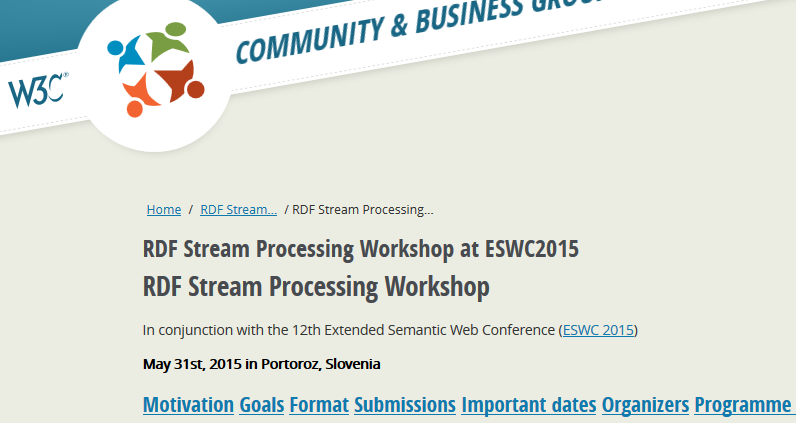 COMMUNITY & BUSINESS
W3C®
Home / RDF Stream... / RDF Stream Processing...
RDF Stream Processing Workshop at ESWC2015
RDF Stream Processing Workshop
In conjunction with the 12th Extended Semantic Web Conference (ESWC 2015)
May 31st, 2015 in Portoroz, Slovenia
Motivation Goals Format Submissions Important dates Organizers Programme